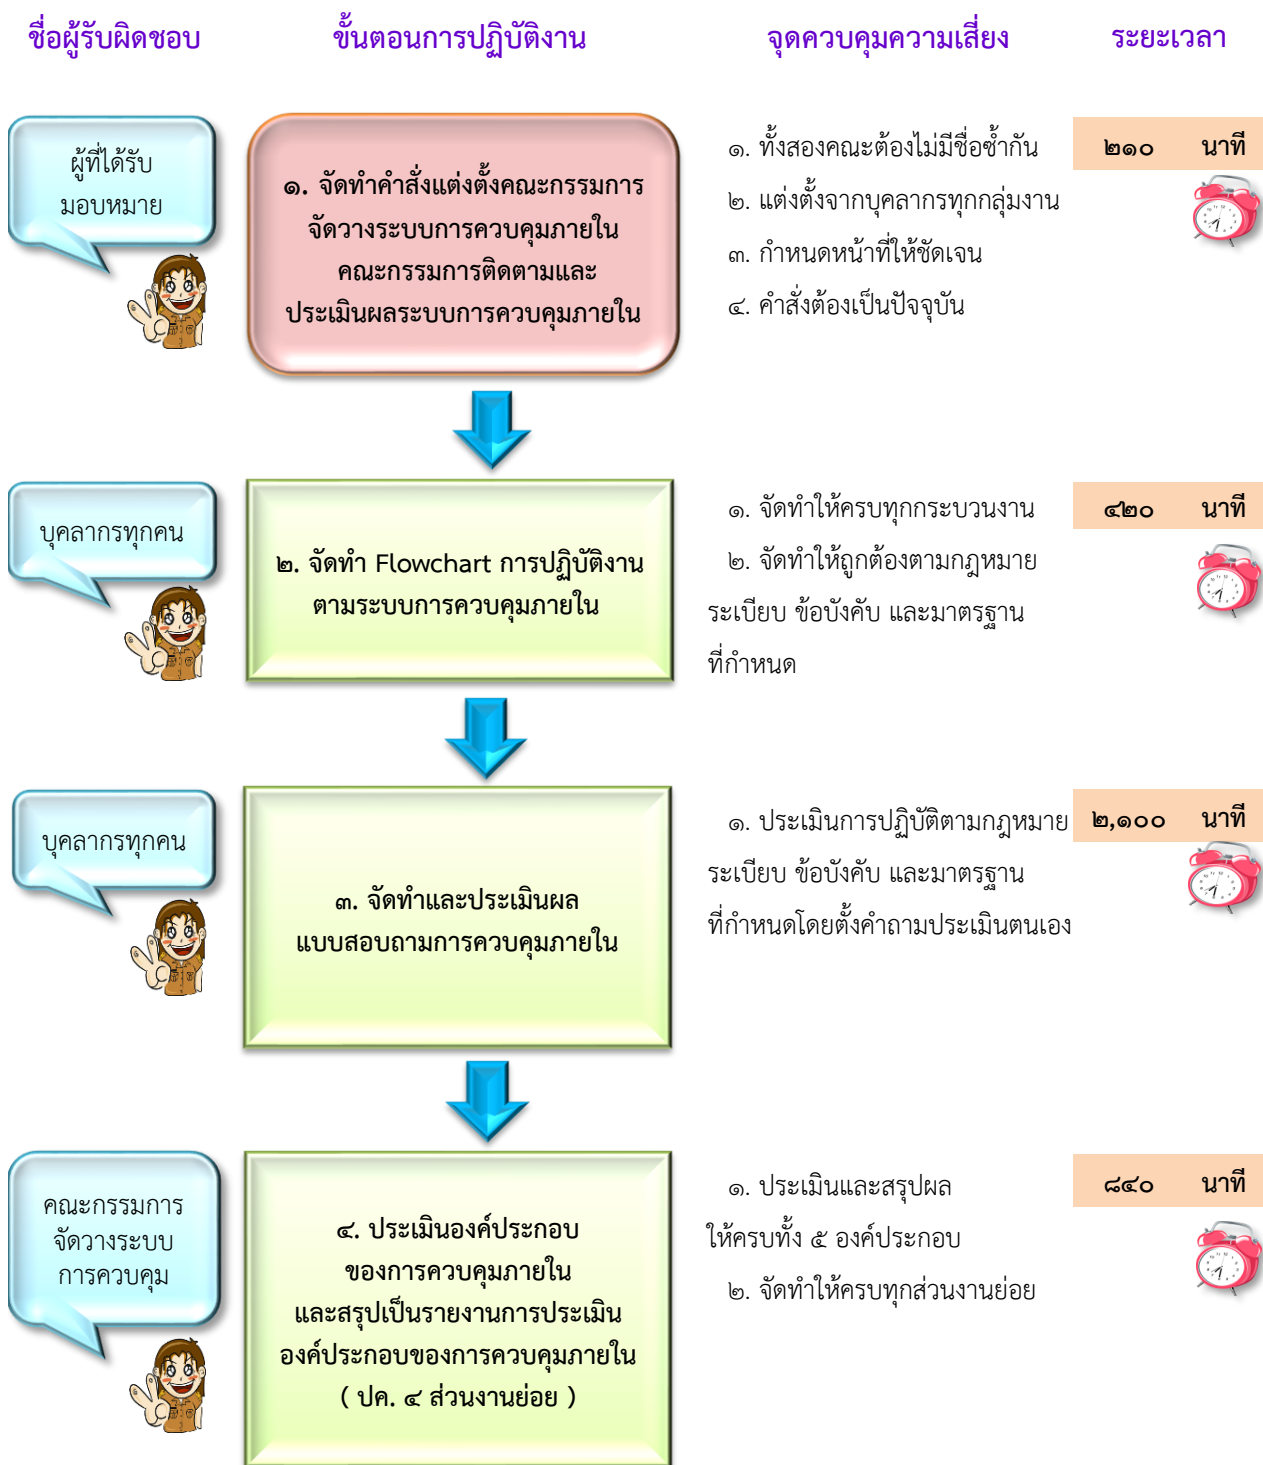 ชื่อผู้รับผิดชอบ ขั้นตอนการปฏิบัติงาน จุดควบคุมความเสี่ยง ระยะเวลา
ผู้ที่ได้รับ
มอบหมาย
๑. จัดทำคำสั่งแต่งตั้งคณะกรรมการ
จัดวางระบบการควบคุมภายใน
คณะกรรมการติดตามและ
ประเมินผลระบบการควบคุมภายใน
๑. ทั้งสองคณะต้องไม่มีชื่อซ้ำกัน
๒. แต่งตั้งจากบุคลากรทุกกลุ่มงาน
๓. กำหนดหน้าที่ให้ชัดเจน
๔. คำสั่งต้องเป็นปัจจุบัน
๒๑๐ นาที
บุคลากรทุกคน
๒. จัดทำ Flowchart การปฏิบัติงาน
ตามระบบการควบคุมภายใน
๑. จัดทำให้ครบทุกกระบวนงาน
๒. จัดทำให้ถูกต้องตามกฎหมาย
ระเบียบ ข้อบังคับ และมาตรฐาน
ที่กำหนด
๔๒๐ นาที
บุคลากรทุกคน
๓. จัดทำและประเมินผล
แบบสอบถามการควบคุมภายใน
๑. ประเมินการปฏิบัติตามกฎหมาย
ระเบียบ ข้อบังคับ และมาตรฐาน
ที่กำหนดโดยตั้งคำถามประเมินตนเอง
๒,๑๐๐ นาที
คณะกรรมการ
จัดวางระบบ
การควบคุม
๔. ประเมินองค์ประกอบ
ของการควบคุมภายใน
และสรุปเป็นรายงานการประเมิน
องค์ประกอบของการควบคุมภายใน
( ปค. ๔ ส่วนงานย่อย )
๑. ประเมินและสรุปผล
ให้ครบทั้ง ๕ องค์ประกอบ
๒. จัดทำให้ครบทุกส่วนงานย่อย
๘๔๐ นาที